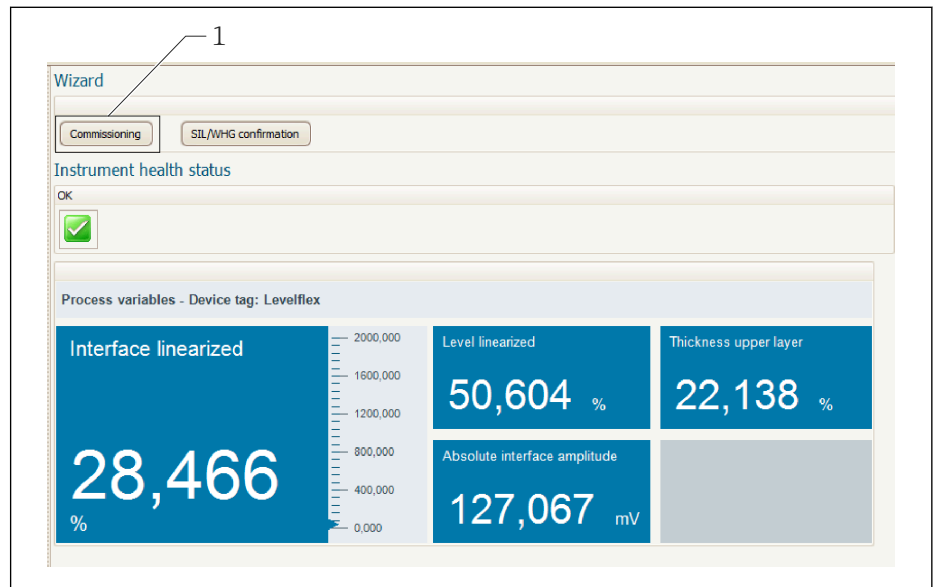 1
Wizard
Commissioning
SIL/WHG confirmation
Instrument health status
OK
Process variables - Device tag: Levelflex
Interface linearized
28,466
%
2000,000
1600,000
1200,000
800,000
400,000
0,000
Level linearized
50,604 %
Thickness upper layer
22,138 %
Absolute interface amplitude
127,067 mV